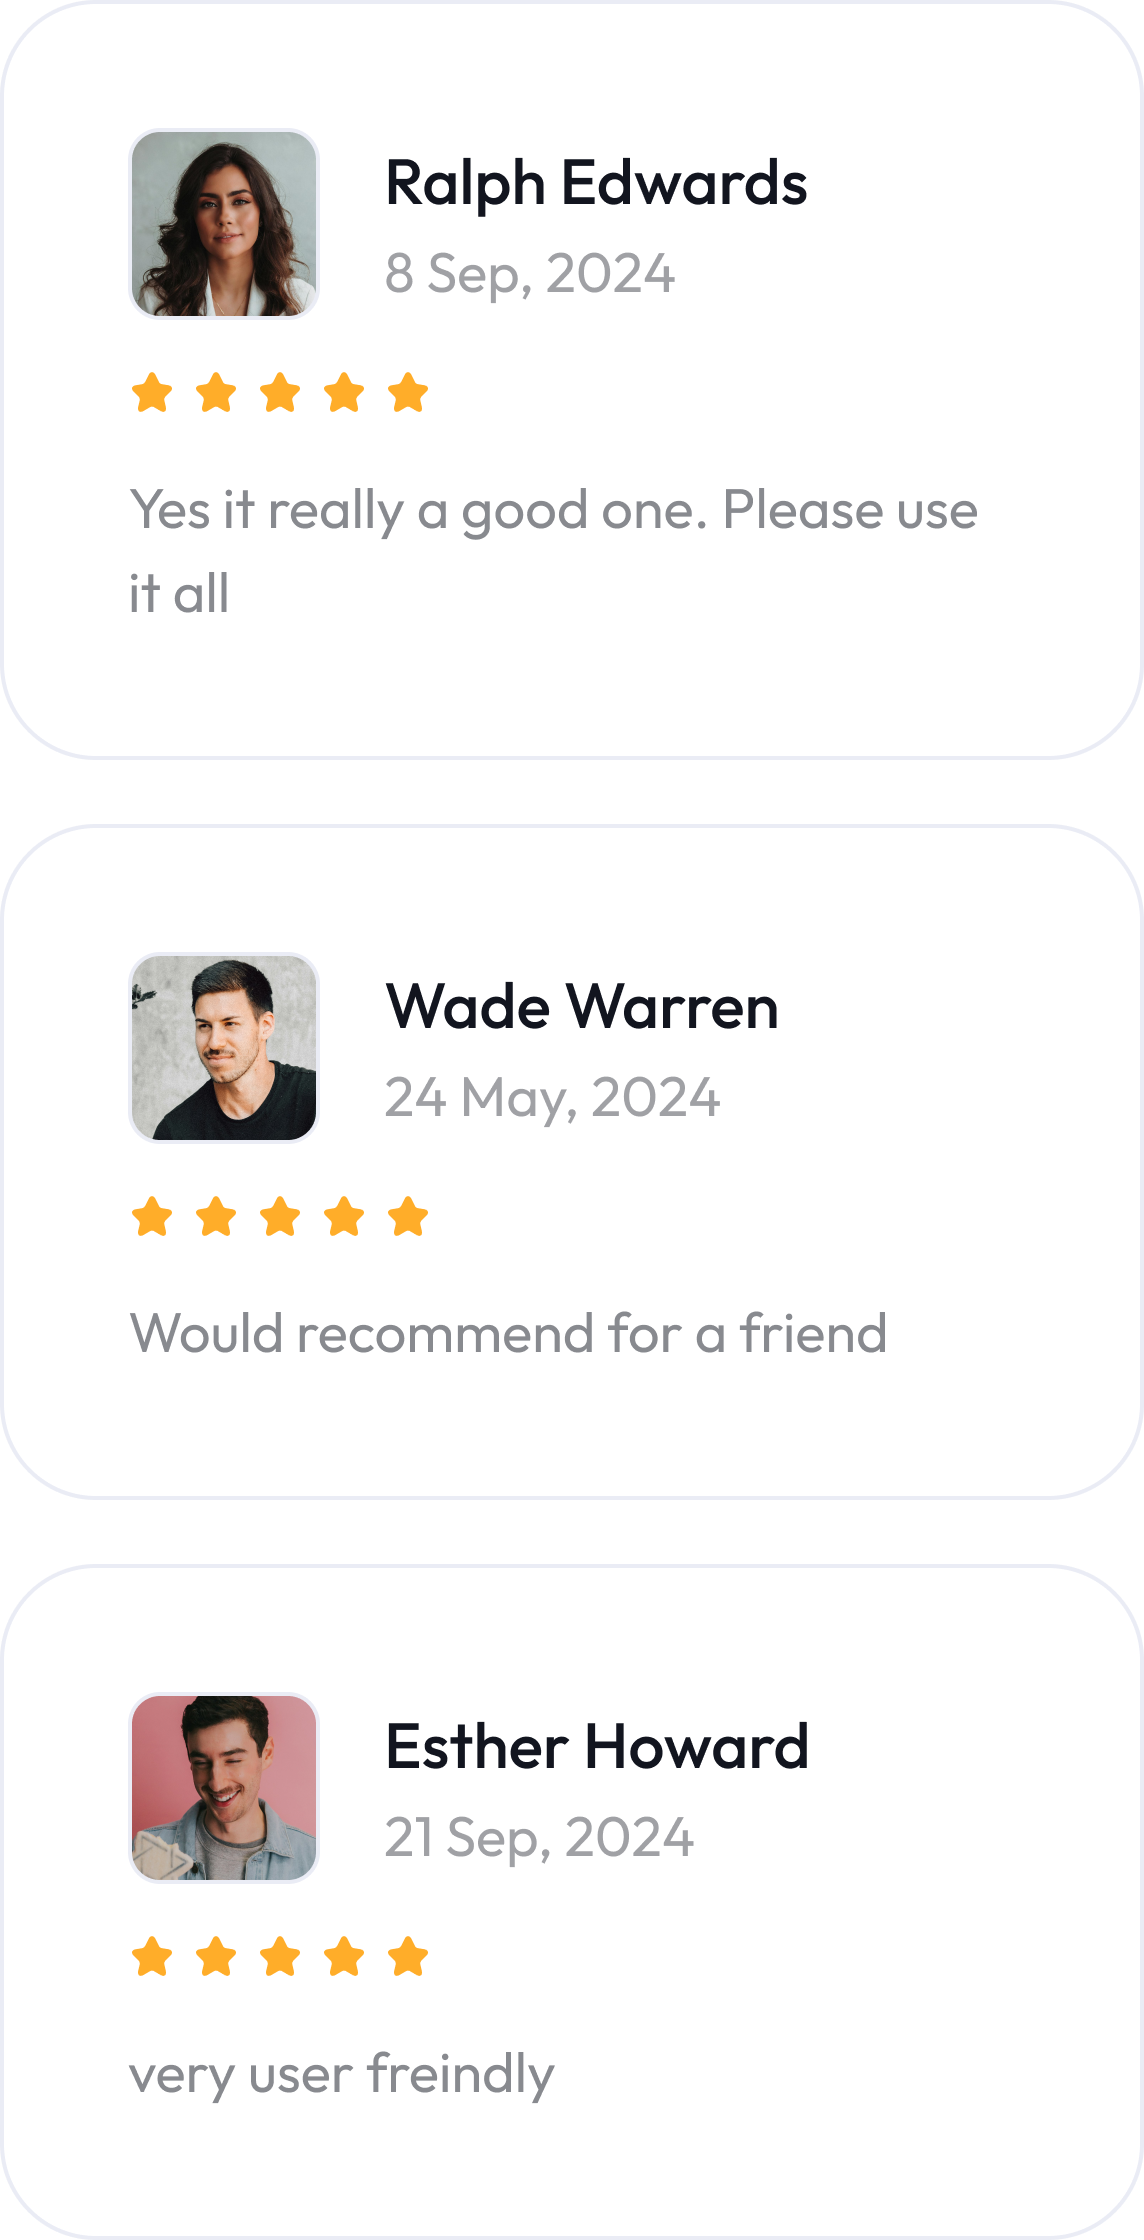 Ralph Edwards
8 Sep, 2024
Yes it really a good one. Please use
it all
Wade Warren
24 May, 2024
Would recommend for a friend
Esther Howard
21 Sep, 2024
very user freindly